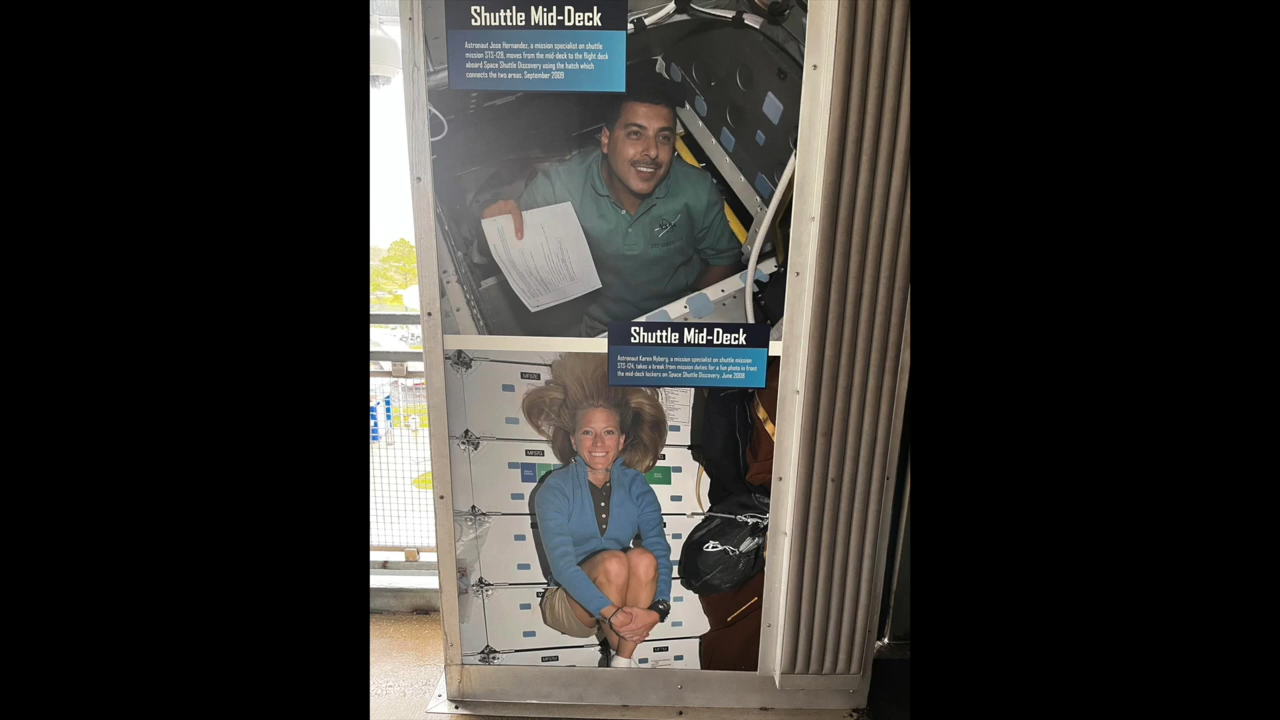 Shuttle Mid-Deck
Astronaut Jose Hernandez, a mission specialist on shuttle
mission STS-128, moves from the mid-deck to the flight deck
aboard Space Shuttle Discovery using the hatch which
connects the two areas. September 2009
Shuttle Mid-Deck
Astronaut Karen Nyberg, a mission specialist on shuttle mission
STS-124, takes a break from mission duties for a fun photo in front
the mid-deck lockers on Space Shuttle Discovery. June 2008